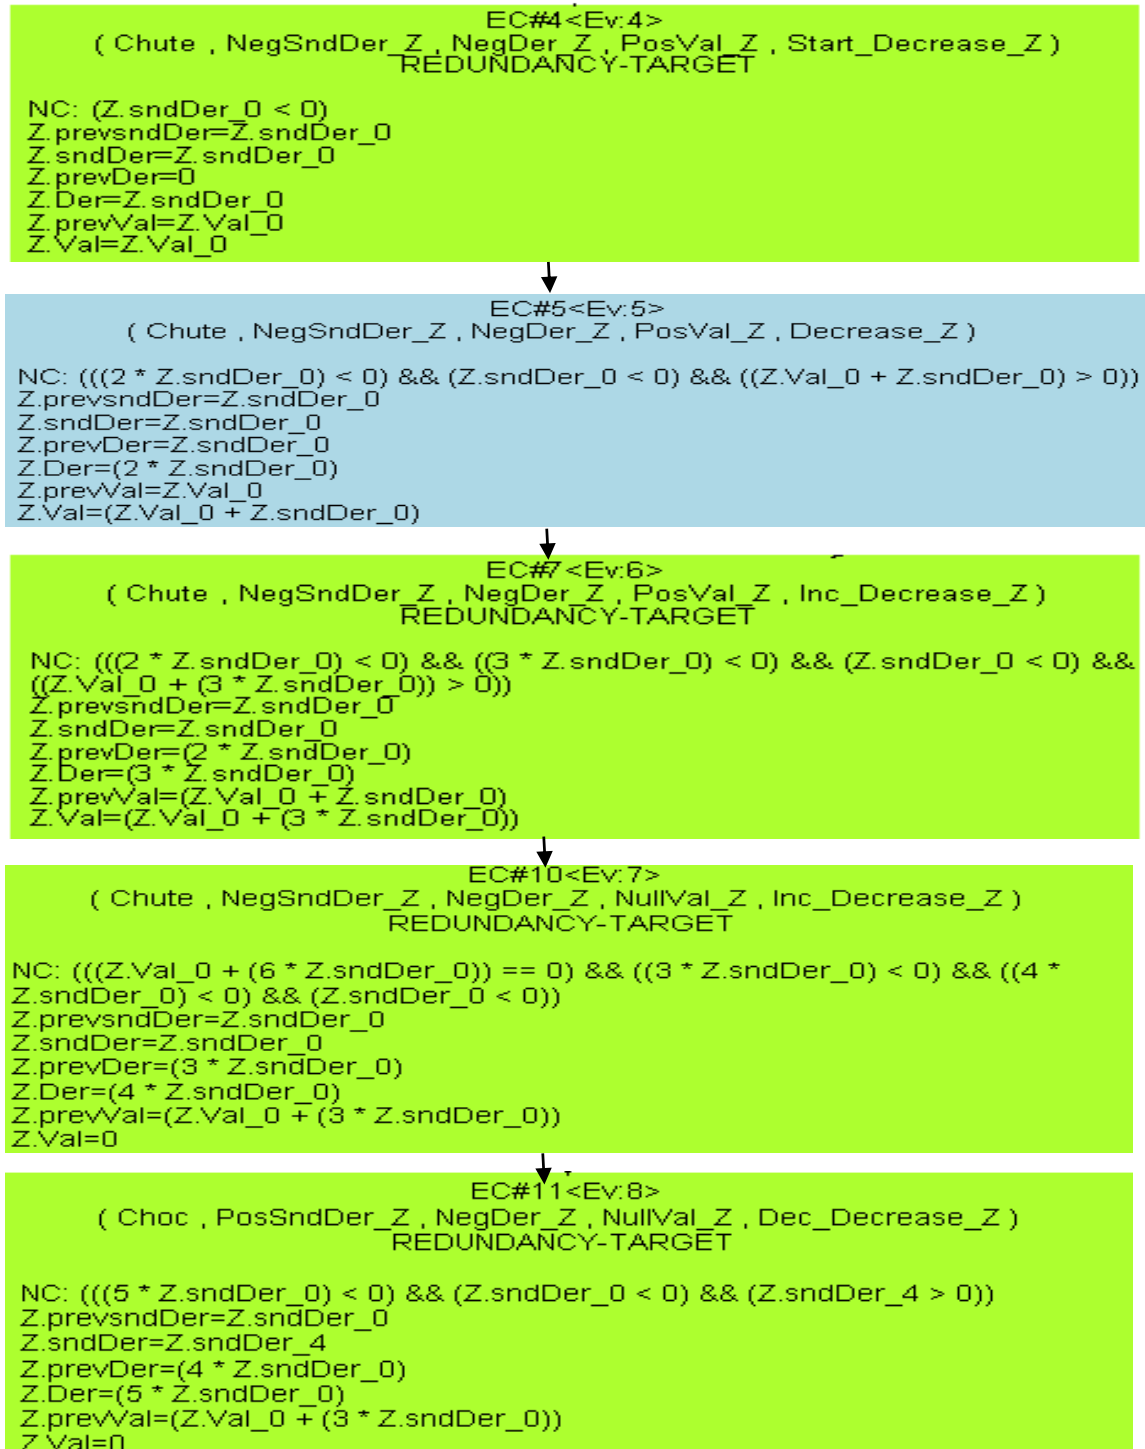 EC#4<Ev:4>
( Chute , NegSndDer_Z , NegDer_Z , PosVal_Z , Start_Decrease_Z )
REDUNDANCY-TARGET
NC: (Z.sndDer_0 < 0)
Z.prevsndDer=Z.sndDer_0
Z.sndDer=Z.sndDer_0
Z.prevDer=0
Z.Der=Z.sndDer_0
Z.prevVal=Z.Val_0
Z.Val=Z.Val_0
EC#5<Ev:5>
( Chute , NegSndDer_Z , NegDer_Z , PosVal_Z , Decrease_Z )
NC: (((2 * Z.sndDer_0) < 0) && (Z.sndDer_0 < 0) && ((Z.Val_0 + Z.sndDer_0) > 0))
Z.prevsndDer=Z.sndDer_0
Z.sndDer=Z.sndDer_0
Z.prevDer=Z.sndDer_0
Z.Der=(2 * Z.sndDer_0)
Z.prevVal=Z.Val_0
Z.Val=(Z.Val_0 + Z.sndDer_0)
EC#7<Ev:6>
( Chute , NegSndDer_Z , NegDer_Z , PosVal_Z , Inc_Decrease_Z )
REDUNDANCY-TARGET
NC: (((2 * Z.sndDer_0) < 0) && ((3 * Z.sndDer_0) < 0) && (Z.sndDer_0 < 0) &&
((Z.Val_0 + (3 * Z.sndDer_0)) > 0))
Z.prevsndDer=Z.sndDer_0
Z.sndDer=Z.sndDer_0
Z.prevDer=(2 * Z.sndDer_0)
Z.Der=(3 * Z.sndDer_0)
Z.prevVal=(Z.Val_0 + Z.sndDer_0)
Z.Val=(Z.Val_0 + (3 * Z.sndDer_0))
EC#10<Ev:7>
( Chute , NegSndDer_Z , NegDer_Z , NullVal_Z , Inc_Decrease_Z )
REDUNDANCY-TARGET
NC: (((Z.Val_0 + (6 * Z.sndDer_0)) == 0) && ((3 * Z.sndDer_0) < 0) && ((4 *
Z.sndDer_0) < 0) && (Z.sndDer_0 < 0))
Z.prevsndDer=Z.sndDer_0
Z.sndDer=Z.sndDer_0
Z.prevDer=(3 * Z.sndDer_0)
Z.Der=(4 * Z.sndDer_0)
Z.prevVal=(Z.Val_0 + (3 * Z.sndDer_0))
Z.Val=0
EC#11<Ev:8>
( Choc , PosSndDer_Z , NegDer_Z , NullVal_Z , Dec_Decrease_Z )
REDUNDANCY-TARGET
NC: (((5 * Z.sndDer_0) < 0) && (Z.sndDer_0 < 0) && (Z.sndDer_4 > 0))
Z.prevsndDer=Z.sndDer_0
Z.sndDer=Z.sndDer_4
Z.prevDer=(4 * Z.sndDer_0)
Z.Der=(5 * Z.sndDer_0)
Z.prevVal=(Z.Val_0 + (3 * Z.sndDer_0))
Z.Val=0